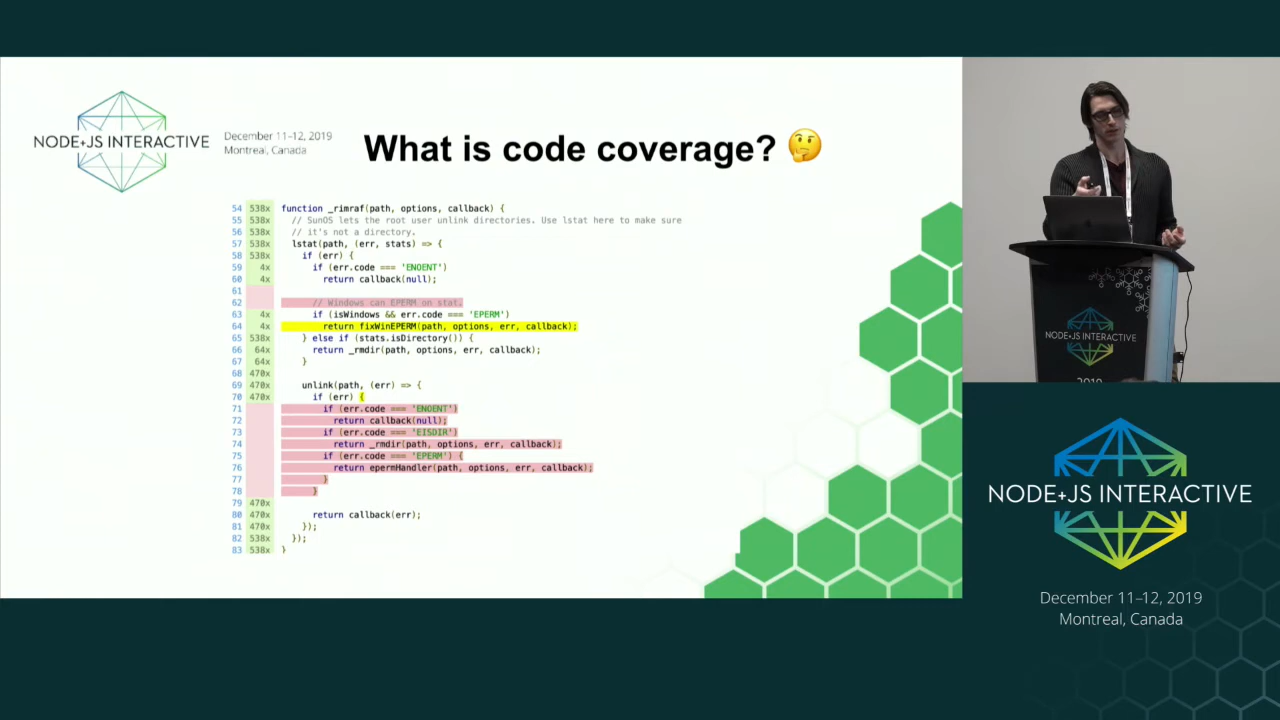 NODE+JS INTERACTIVE
December 11–12, 2019
Montreal, Canada
What is code coverage? 🤔
54 538x function _rimraf(path, options, callback) {
55 538x // SunOS lets the root user unlink directories. Use lstat here to make sure
56 538x // it's not a directory.
57 538x lstat(path, (err, stats) => {
58 538x if (err) {
59 4x if (err.code === 'ENOENT')
60 4x return callback(null);
61
62 // Windows can EPERM on stat.
63 4x if (isWindows && err.code === 'EPERM')
64 4x return fixWinEPERM(path, options, err, callback);
65 538x } else if (stats.isDirectory()) {
66 64x return _rmdir(path, options, err, callback);
67 64x }
68 470x
69 470x unlink(path, (err) => {
70 470x if (err) {
71 if (err.code === 'ENOENT')
72 return callback(null);
73 if (err.code === 'EISDIR')
74 return _rmdir(path, options, err, callback);
75 if (err.code === 'EPERM') {
76 return epermHandler(path, options, err, callback);
77 }
78 }
79 470x
80 470x return callback(err);
81 470x });
82 538x });
83 538x }
NODE+JS INTERACTIVE
2019
NODE+JS INTERACTIVE
December 11–12, 2019
Montreal, Canada